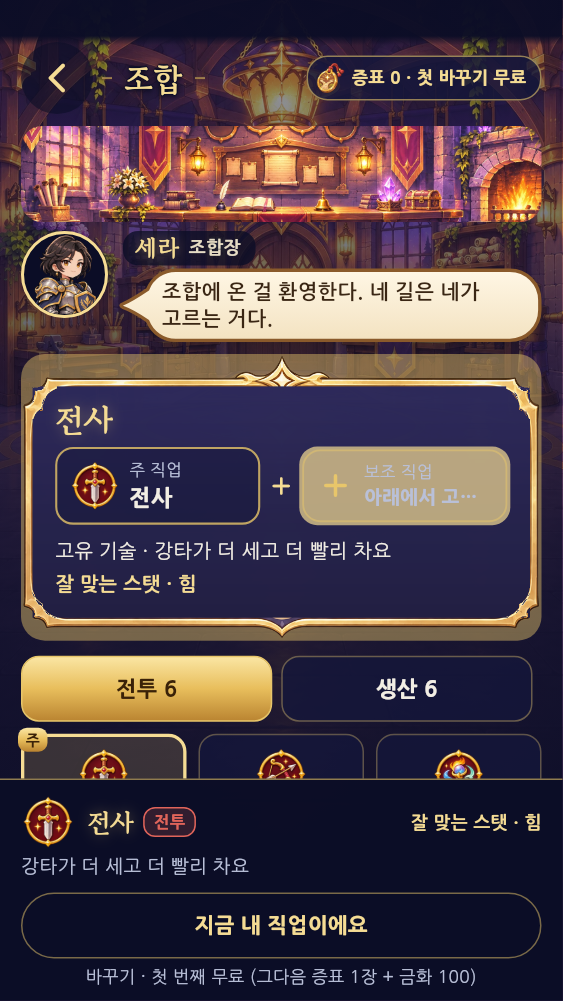 조합
증표 0 · 첫 바꾸기 무료
세라 조합장
조합에 온 걸 환영한다. 네 길은 네가
고르는 거다.
전사
주 직업
전사
+
+
보조 직업
아래에서 고…
고유 기술 · 강타가 더 세고 더 빨리 차요
잘 맞는 스탯 · 힘
전투 6
생산 6
주
전사 전투
잘 맞는 스탯 · 힘
강타가 더 세고 더 빨리 차요
지금 내 직업이에요
바꾸기 · 첫 번째 무료 (그다음 증표 1장 + 금화 100)